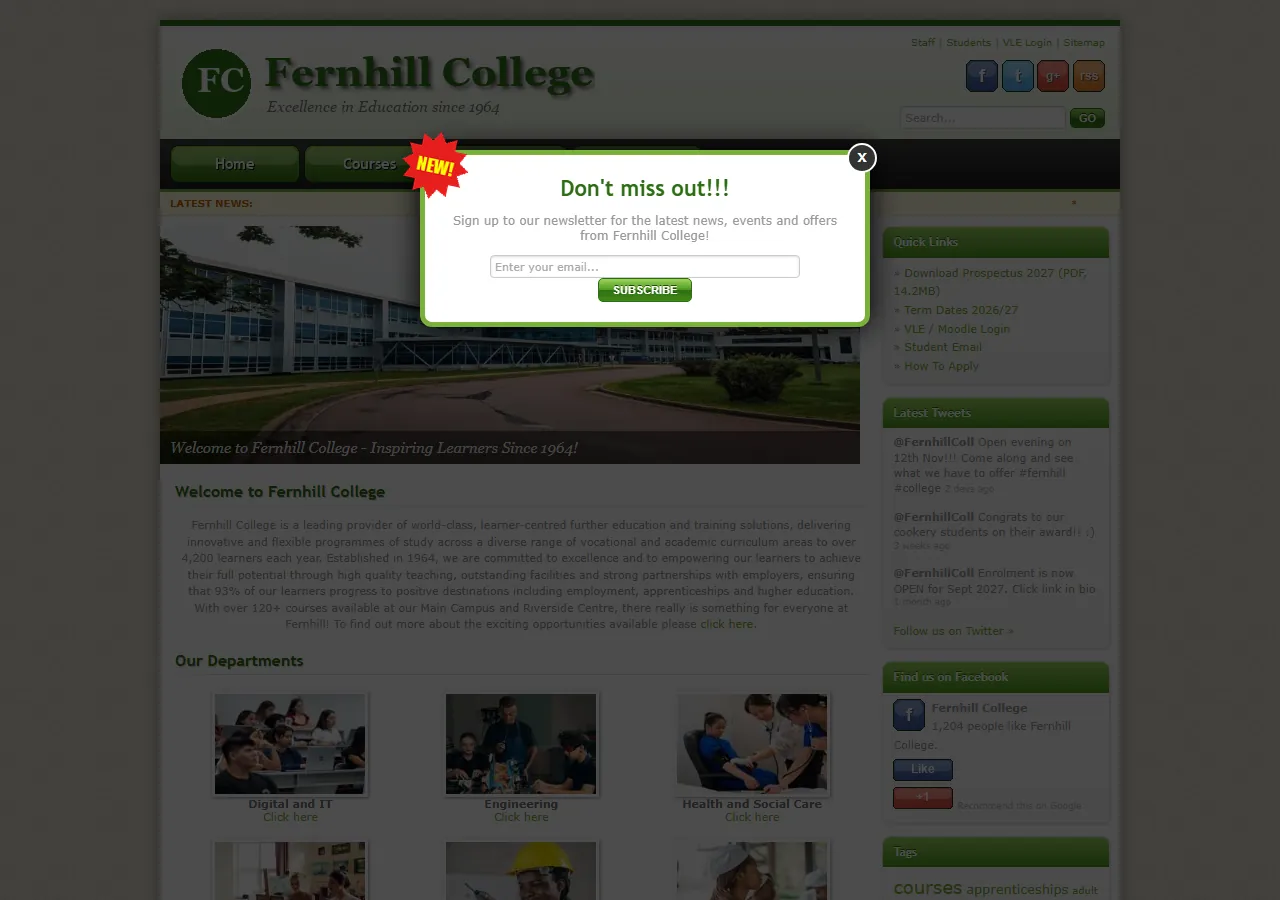 Staff | Students | VLE Login | Sitemap
FC
Fernhill College
Excellence in Education since 1964
f
t
g+
rss
Search...
GO
Home
Courses
NEW!
X
LATEST NEWS:
Don't miss out!!!
Sign up to our newsletter for the latest news, events and offers
from Fernhill College!
Enter your email...
SUBSCRIBE
Welcome to Fernhill College - Inspiring Learners Since 1964!
Welcome to Fernhill College
Fernhill College is a leading provider of world-class, learner-centred further education and training solutions, delivering
innovative and flexible programmes of study across a diverse range of vocational and academic curriculum areas to over
4,200 learners each year. Established in 1964, we are committed to excellence and to empowering our learners to achieve
their full potential through high quality teaching, outstanding facilities and strong partnerships with employers, ensuring
that 93% of our learners progress to positive destinations including employment, apprenticeships and higher education.
With over 120+ courses available at our Main Campus and Riverside Centre, there really is something for everyone at
Fernhill! To find out more about the exciting opportunities available please click here.
Our Departments
Digital and IT
Click here
Engineering
Click here
Health and Social Care
Click here
Quick Links
» Download Prospectus 2027 (PDF,
14.2MB)
» Term Dates 2026/27
» VLE / Moodle Login
» Student Email
» How To Apply
Latest Tweets
@FernhillColl Open evening on
12th Nov!!! Come along and see
what we have to offer #fernhill
#college 2 days ago
@FernhillColl Congrats to our
cookery students on their award!! :)
2 weeks ago
@FernhillColl Enrolment is now
OPEN for Sept 2027. Click link in bio
1 month ago
Follow us on Twitter »
Find us on Facebook
f
Fernhill College
1,204 people like Fernhill
College.
Like
+1
Recommend this on Google
Tags
courses apprenticeships adult